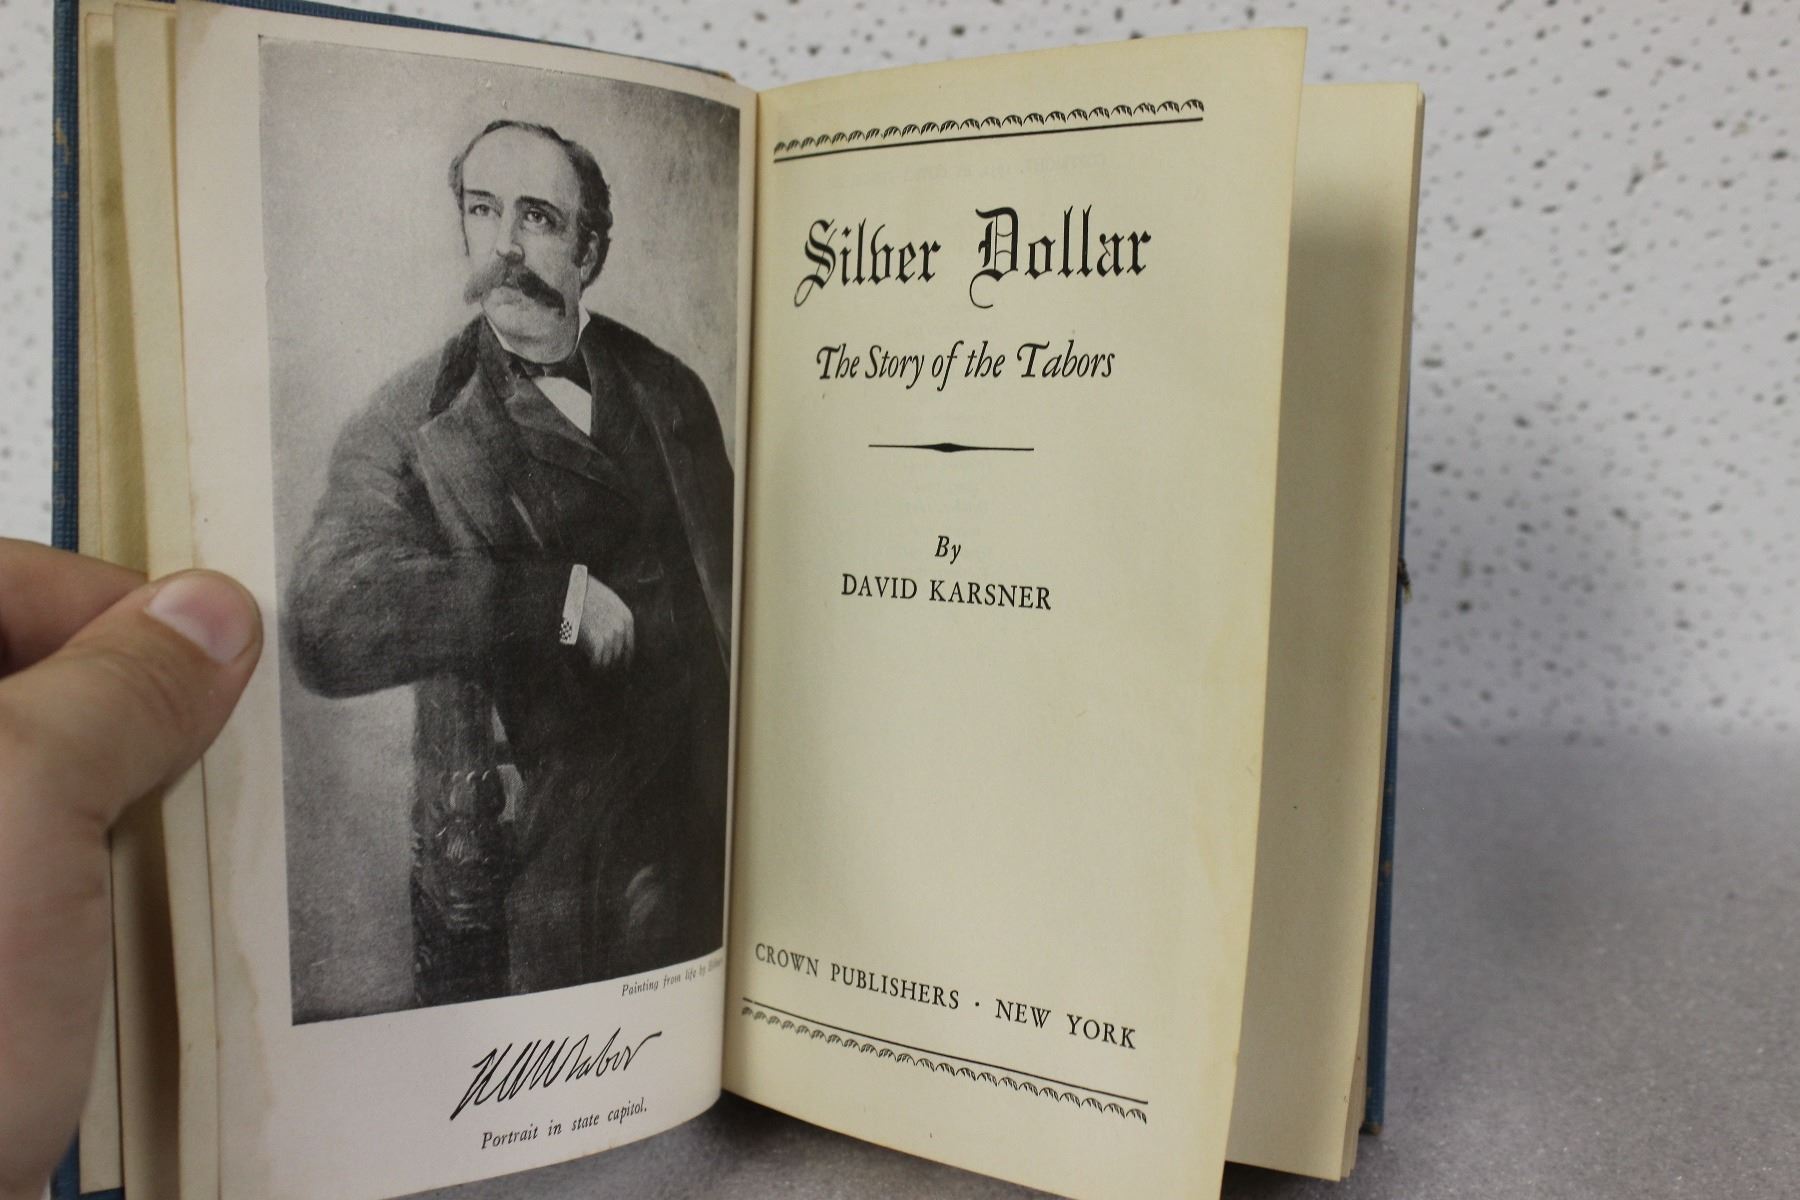 Painting from life by
H A W Tabor
Portrait in state capitol.
Silver Dollar
The Story of the Tabors
By
DAVID KARSNER
CROWN PUBLISHERS · NEW YORK